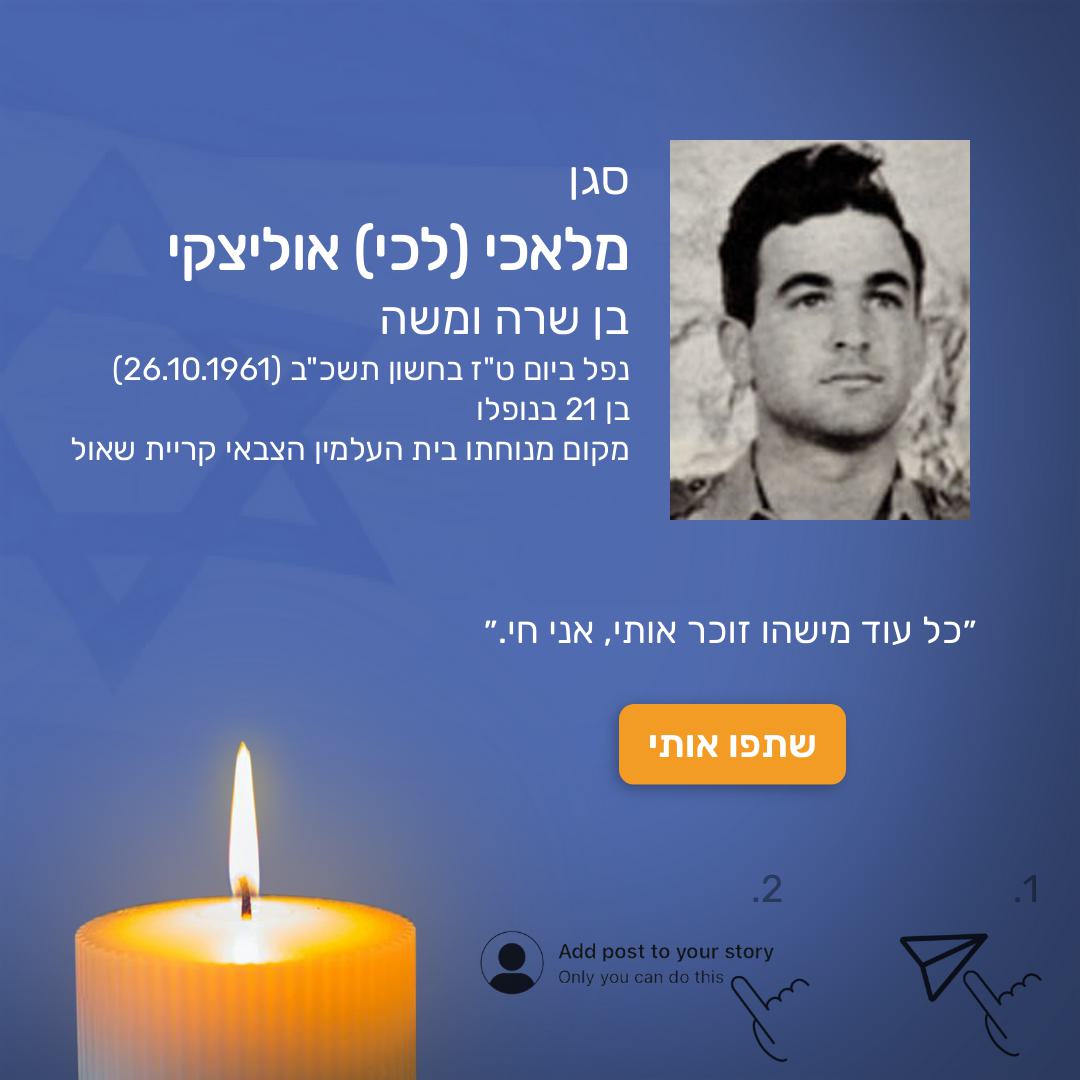 סגן
מלאכי (לכי) אוליצקי
בן שרה ומשה
נפל ביום ט"ז בחשון תשכ"ב (26.10.1961)
בן 21 בנופלו
מקום מנוחתו בית העלמין הצבאי קריית שאול
״כל עוד מישהו זוכר אותי, אני חי.״
שתפו אותי
.1
.2
Add post to your story
Only you can do this